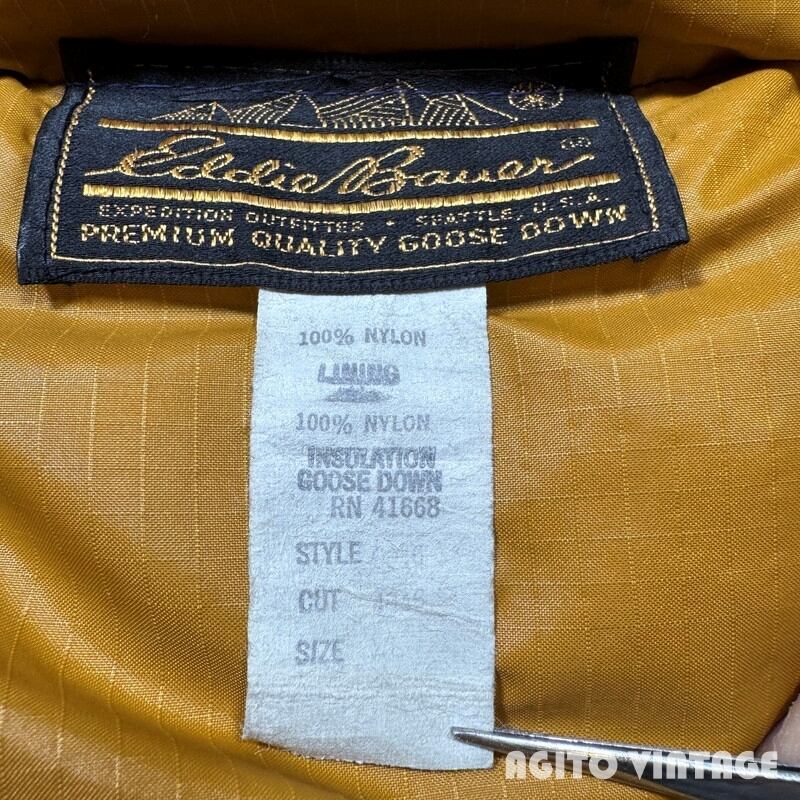 Eddie Bauer
EXPEDITION OUTFITTER • SEATTLE, U.S.A.
PREMIUM QUALITY GOOSE DOWN
100% NYLON
LINING
100% NYLON
INSULATION
GOOSE DOWN
RN 41668
STYLE
CUT
SIZE
AGITO VINTAGE